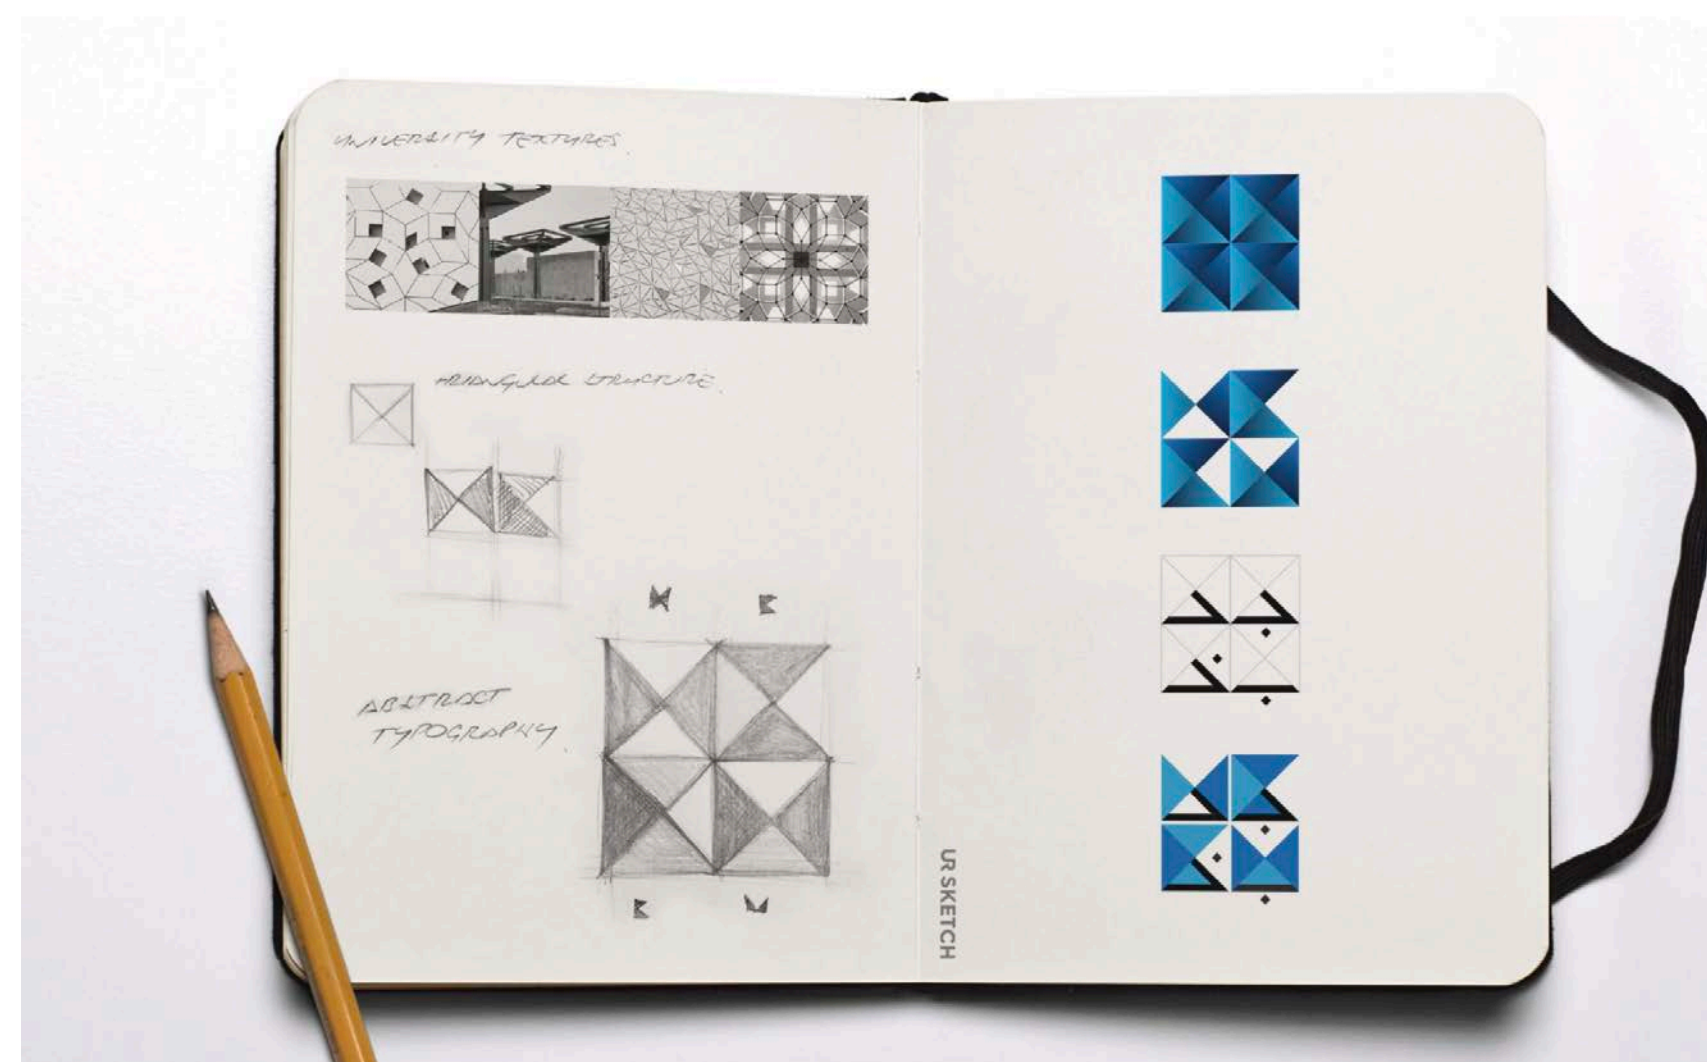 UNIVERSITY TEXTURES.
TRIANGULAR STRUCTURE.
ABSTRACT
TYPOGRAPHY.
UR SKETCH